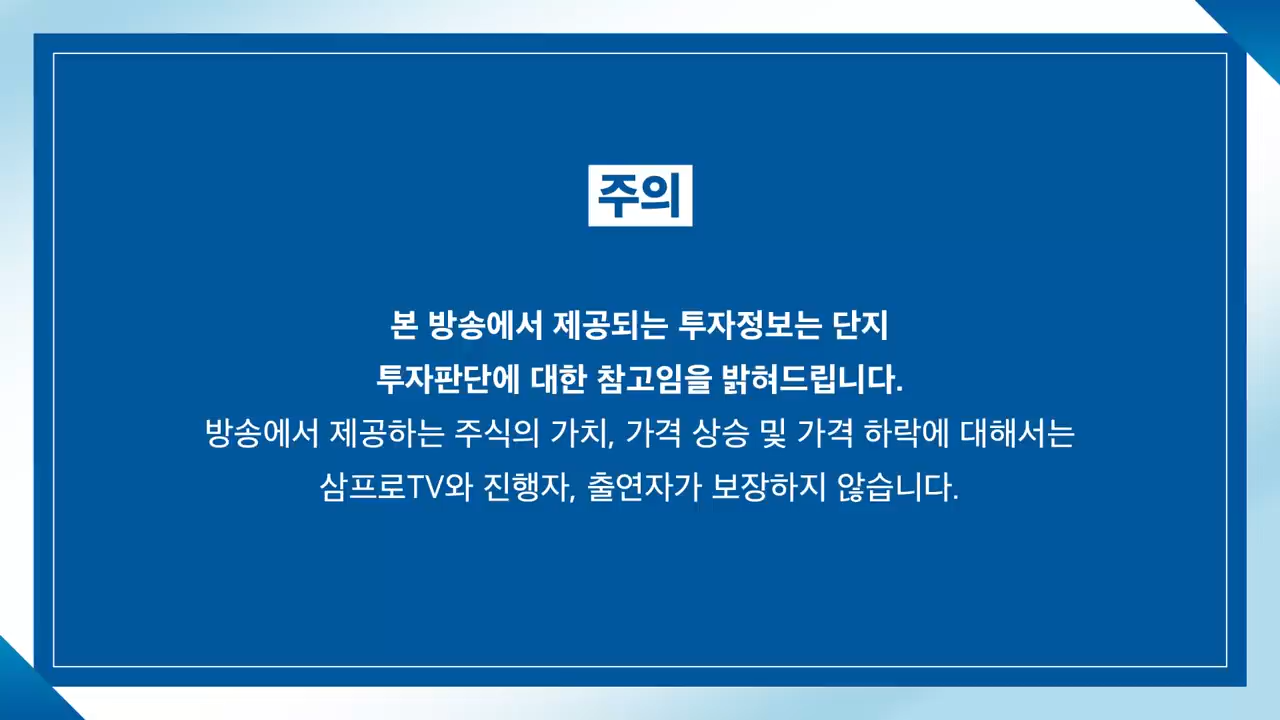 주의
본 방송에서 제공되는 투자정보는 단지
투자판단에 대한 참고임을 밝혀드립니다.
방송에서 제공하는 주식의 가치, 가격 상승 및 가격 하락에 대해서는
삼프로TV와 진행자, 출연자가 보장하지 않습니다.